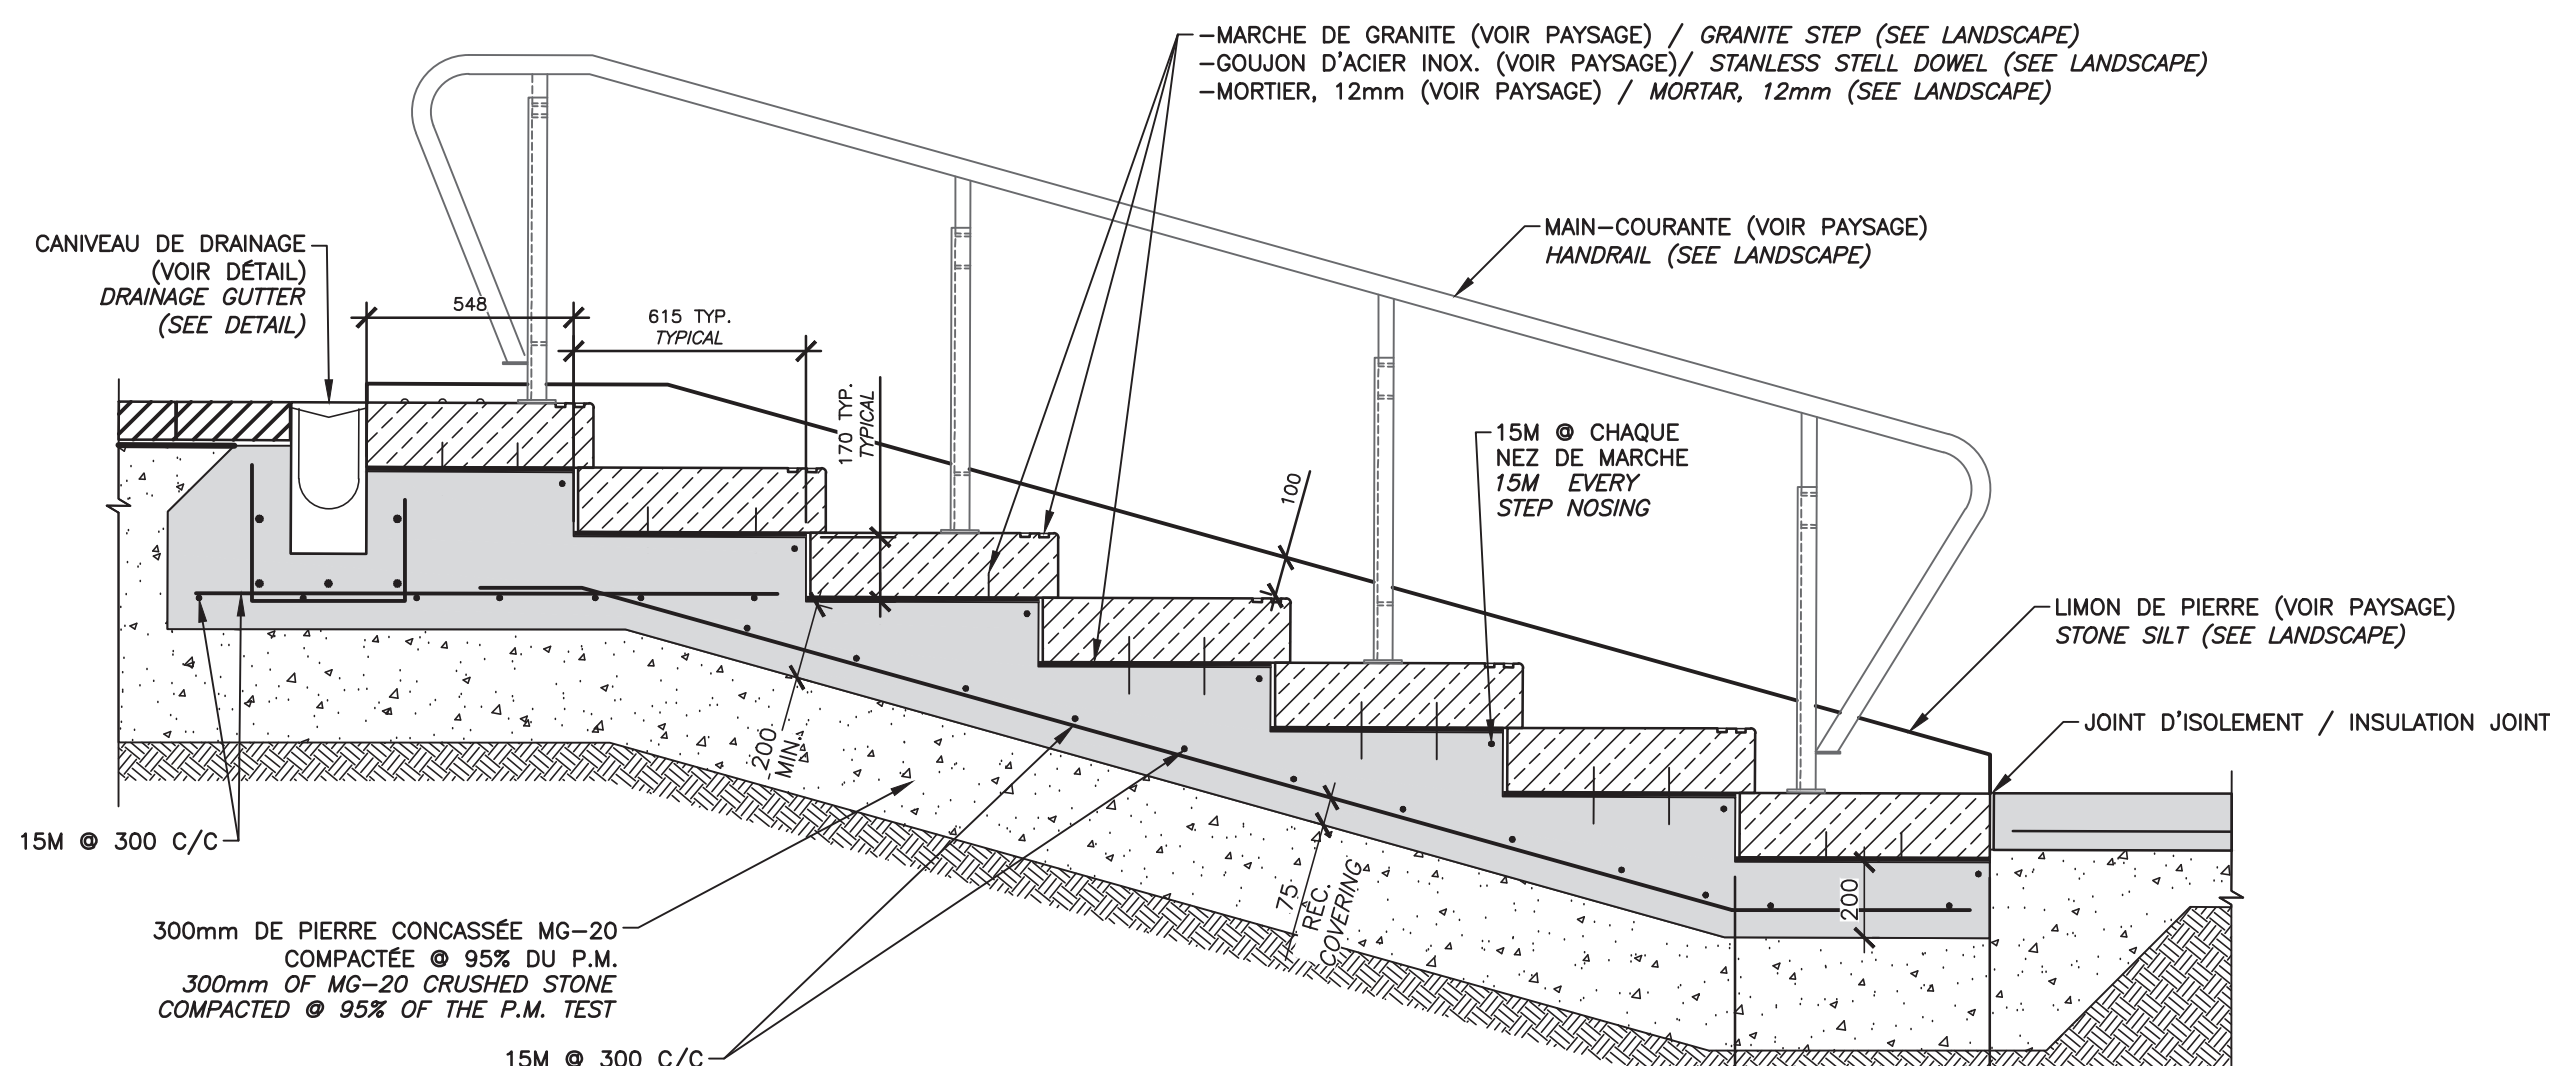 -MARCHE DE GRANITE (VOIR PAYSAGE) / GRANITE STEP (SEE LANDSCAPE)
-GOUJON D'ACIER INOX. (VOIR PAYSAGE)/ STANLESS STELL DOWEL (SEE LANDSCAPE)
-MORTIER, 12mm (VOIR PAYSAGE) / MORTAR, 12mm (SEE LANDSCAPE)
MAIN-COURANTE (VOIR PAYSAGE)
HANDRAIL (SEE LANDSCAPE)
CANIVEAU DE DRAINAGE
(VOIR DÉTAIL)
DRAINAGE GUTTER
(SEE DETAIL)
548
615 TYP.
TYPICAL
170 TYP.
TYPICAL
100
15M @ CHAQUE
NEZ DE MARCHE
15M EVERY
STEP NOSING
LIMON DE PIERRE (VOIR PAYSAGE)
STONE SILT (SEE LANDSCAPE)
JOINT D'ISOLEMENT / INSULATION JOINT
200
MIN.
15M @ 300 C/C
75
REC.
COVERING
200
300mm DE PIERRE CONCASSÉE MG-20
COMPACTÉE @ 95% DU P.M.
300mm OF MG-20 CRUSHED STONE
COMPACTED @ 95% OF THE P.M. TEST
15M @ 300 C/C